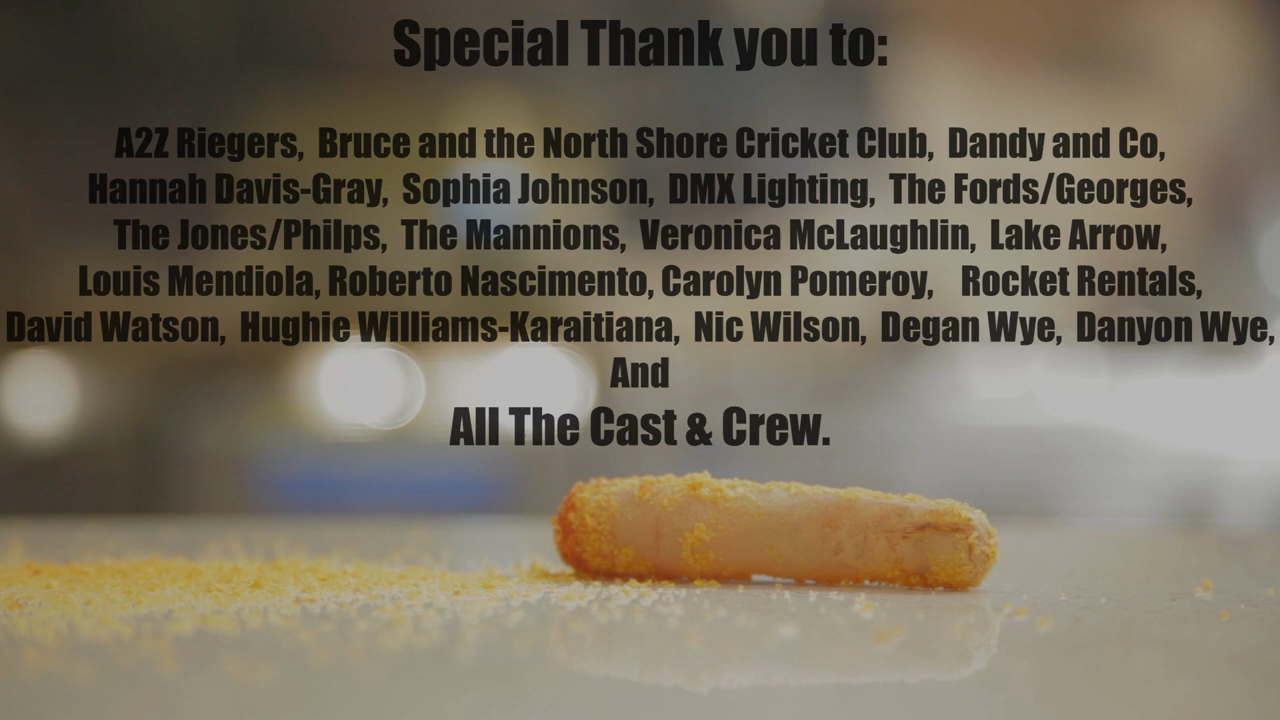 Special Thank you to:
A2Z Riegers, Bruce and the North Shore Cricket Club, Dandy and Co,
Hannah Davis-Gray, Sophia Johnson, DMX Lighting, The Fords/Georges,
The Jones/Philps, The Mannions, Veronica McLaughlin, Lake Arrow,
Louis Mendiola, Roberto Nascimento, Carolyn Pomeroy, Rocket Rentals,
David Watson, Hughie Williams-Karaitiana, Nic Wilson, Degan Wye, Danyon Wye,
And
All The Cast & Crew.